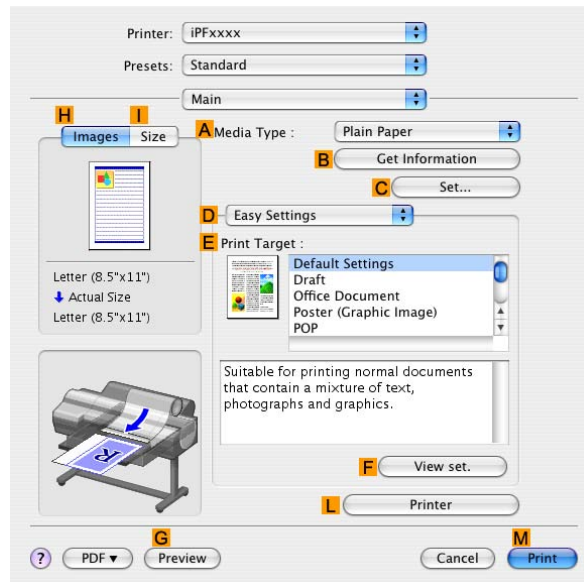 Printer: iPFxxxx
Presets: Standard
Main
H I
Images Size
A Media Type : Plain Paper
B Get Information
C Set...
D Easy Settings
E Print Target :
Default Settings
Draft
Office Document
Poster (Graphic Image)
POP
Letter (8.5"x11")
Actual Size
Letter (8.5"x11")
Suitable for printing normal documents
that contain a mixture of text,
photographs and graphics.
R
F View set.
L Printer
G M
? PDF Preview Cancel Print